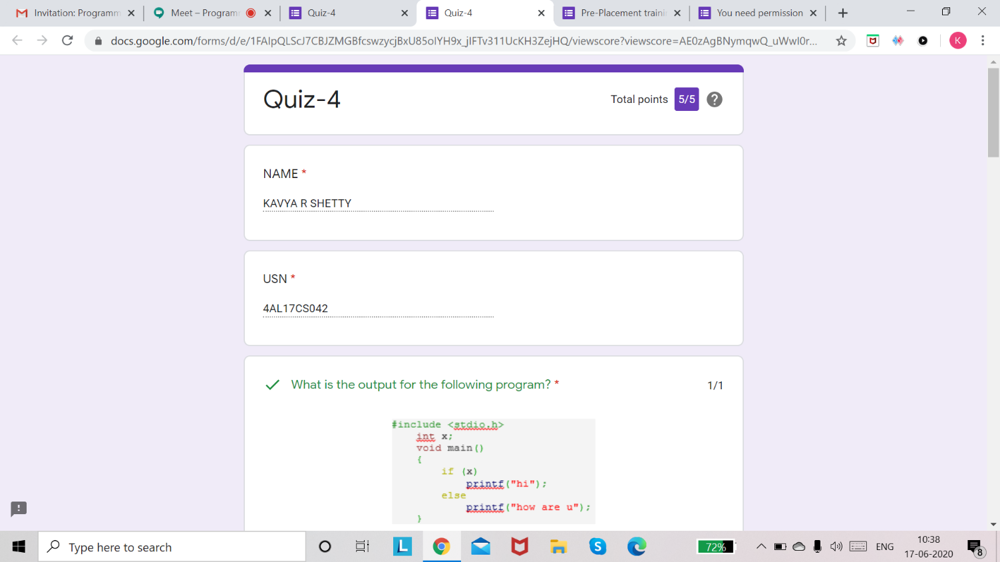 Invitation: Programm
Meet – Program
Quiz-4
Quiz-4
Pre-Placement traini
You need permission
docs.google.com/forms/d/e/1FAIpQLScJ7CBJZMGBfcswzycjBxU85oIYH9x_jIFTv311UcKH3ZejHQ/viewscore?viewscore=AE0zAgBNymqwQ_uWwI0r...
K
Quiz-4
Total points 5/5
NAME *
KAVYA R SHETTY
USN *
4AL17CS042
What is the output for the following program? *
1/1
#include <stdio.h>
int x;
void main()
{
if (x)
printf("hi");
else
printf("how are u");
}
Type here to search
L
S
72%
ENG
10:38
17-06-2020
8